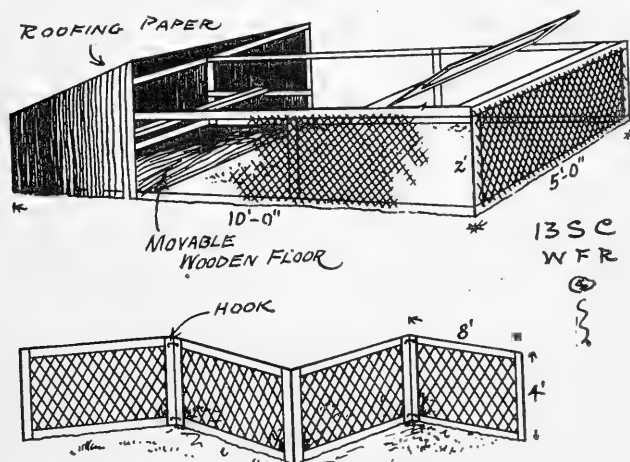 ROOFING PAPER
2'
5'-0"
10'-0"
MOVABLE
WOODEN FLOOR
13SC
WFR
HOOK
8'
4'